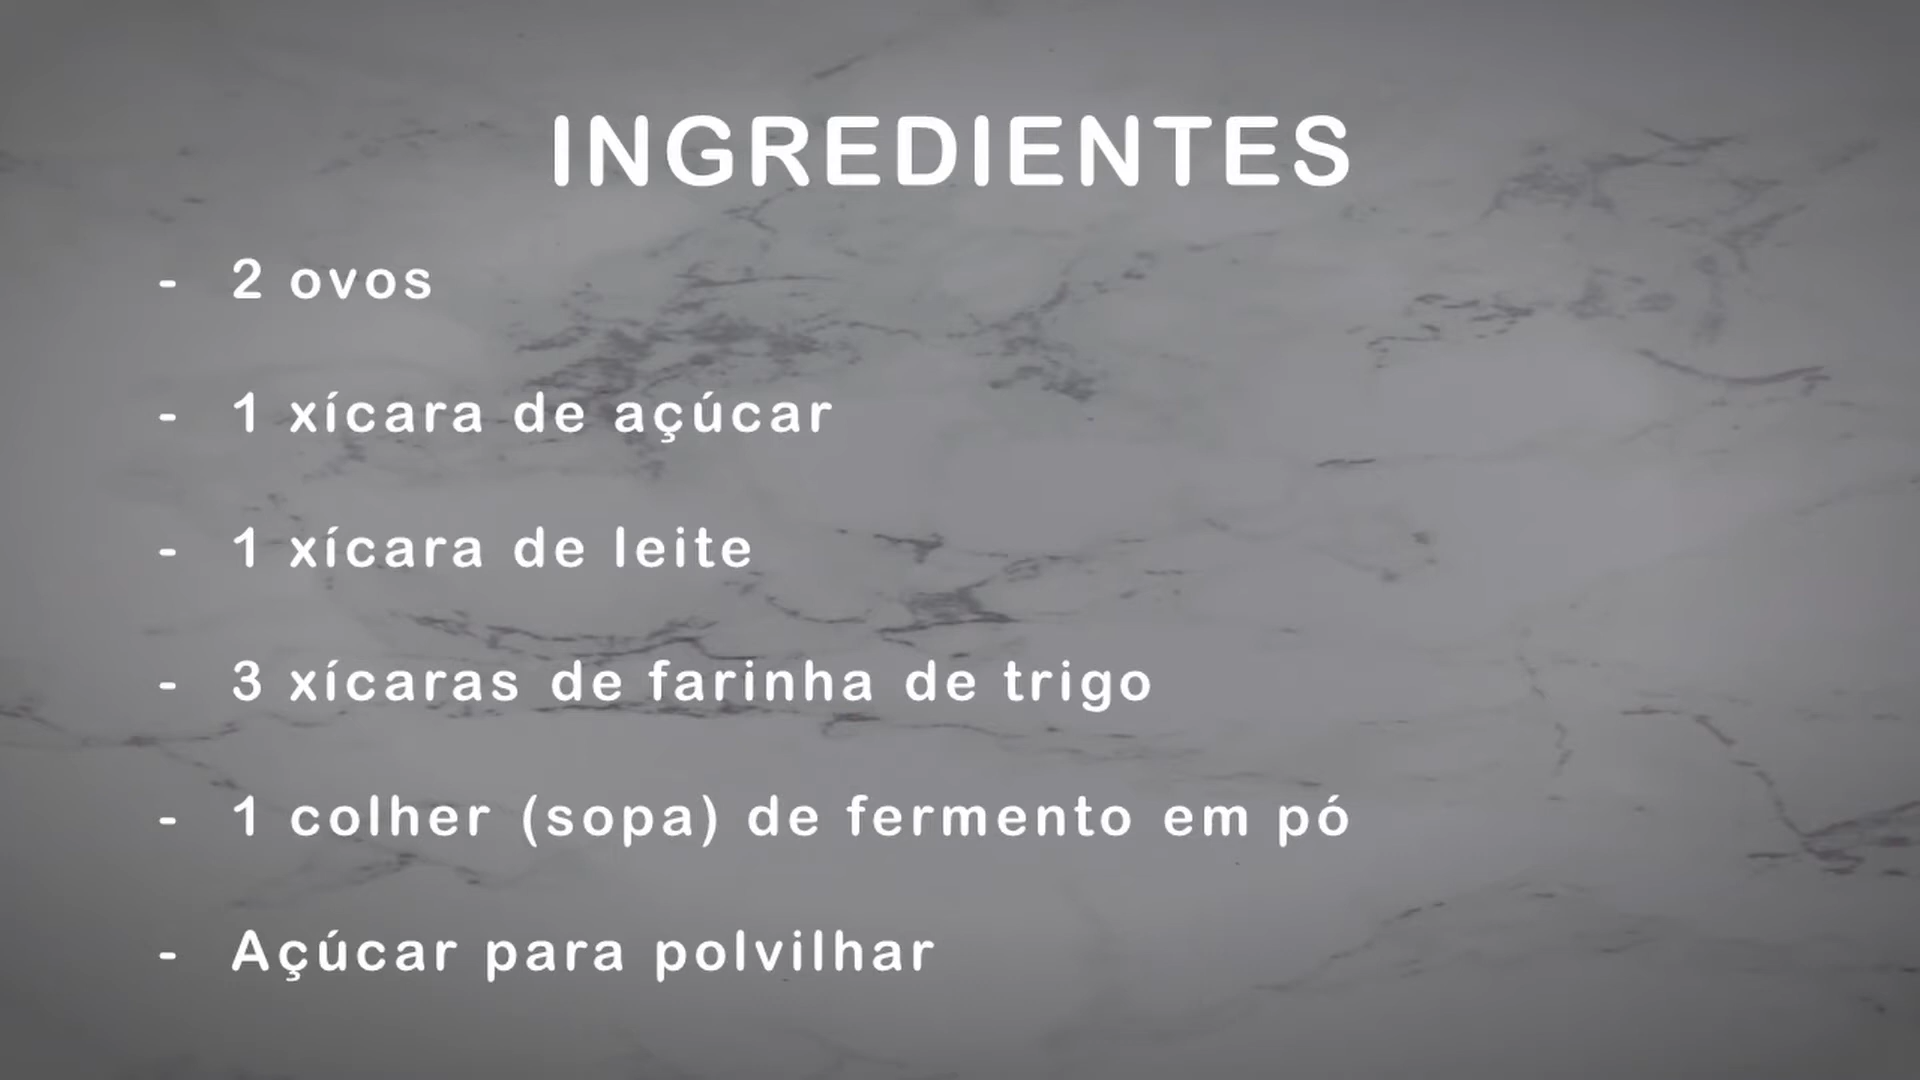 INGREDIENTES
- 2 ovos
- 1 xícara de açúcar
- 1 xícara de leite
- 3 xícaras de farinha de trigo
- 1 colher (sopa) de fermento em pó
- Açúcar para polvilhar